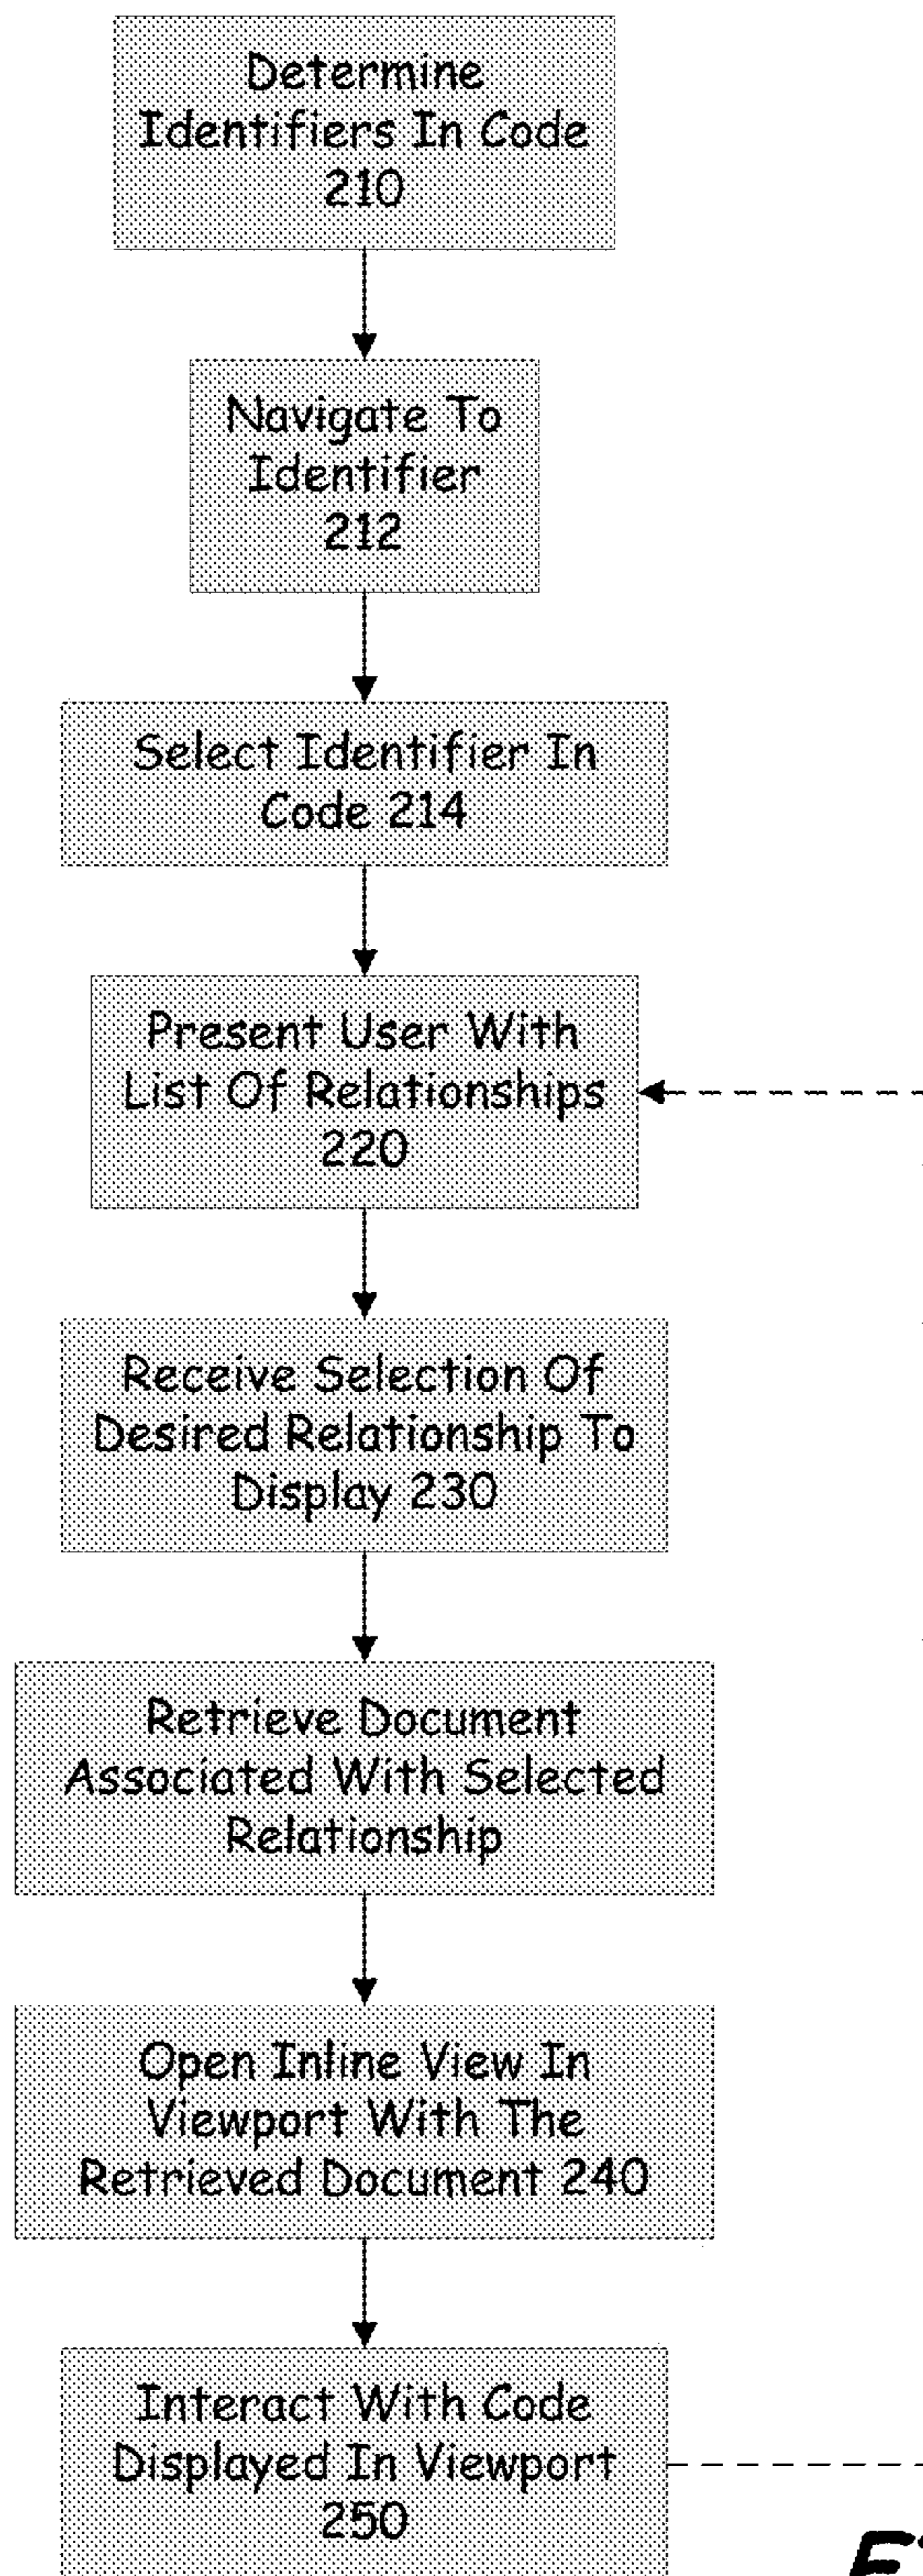 Determine
Identifiers In Code
210
Navigate To
Identifier
212
Select Identifier In
Code 214
Present User With
List Of Relationships
220
Receive Selection Of
Desired Relationship To
Display 230
Retrieve Document
Associated With Selected
Relationship
Open Inline View In
Viewport With The
Retrieved Document 240
Interact With Code
Displayed In Viewport
250